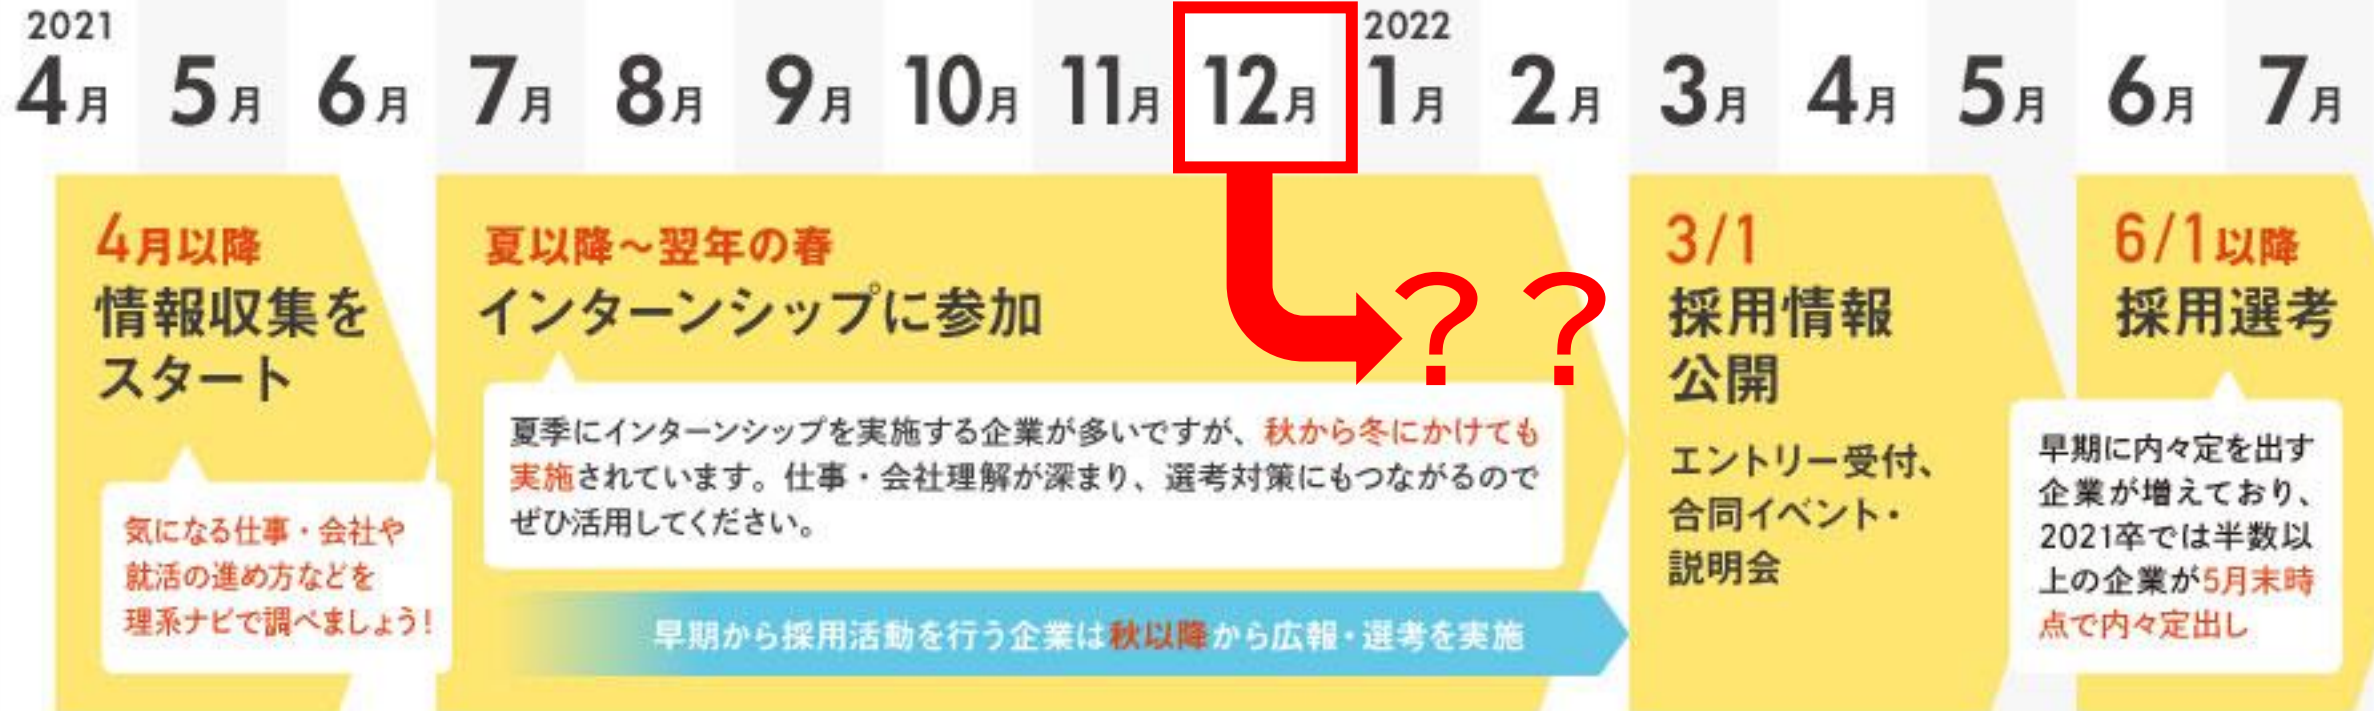 2021
2022
4月 5月 6月 7月 8月 9月 10月 11月 12月 1月 2月 3月 4月 5月 6月 7月
4月以降
情報収集を
スタート
気になる仕事・会社や
就活の進め方などを
理系ナビで調べましょう!
夏以降～翌年の春
インターンシップに参加
？？
夏季にインターンシップを実施する企業が多いですが、秋から冬にかけても
実施されています。仕事・会社理解が深まり、選考対策にもつながるので
ぜひ活用してください。
早期から採用活動を行う企業は秋以降から広報・選考を実施
3/1
採用情報
公開
エントリー受付、
合同イベント・
説明会
6/1以降
採用選考
早期に内々定を出す
企業が増えており、
2021卒では半数以
上の企業が5月末時
点で内々定出し